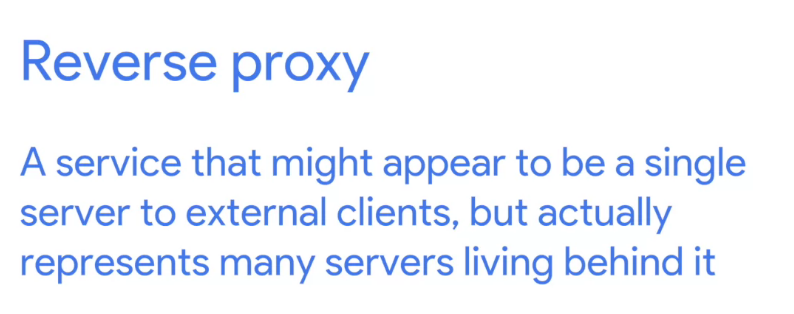 Reverse proxy
A service that might appear to be a single
server to external clients, but actually
represents many servers living behind it